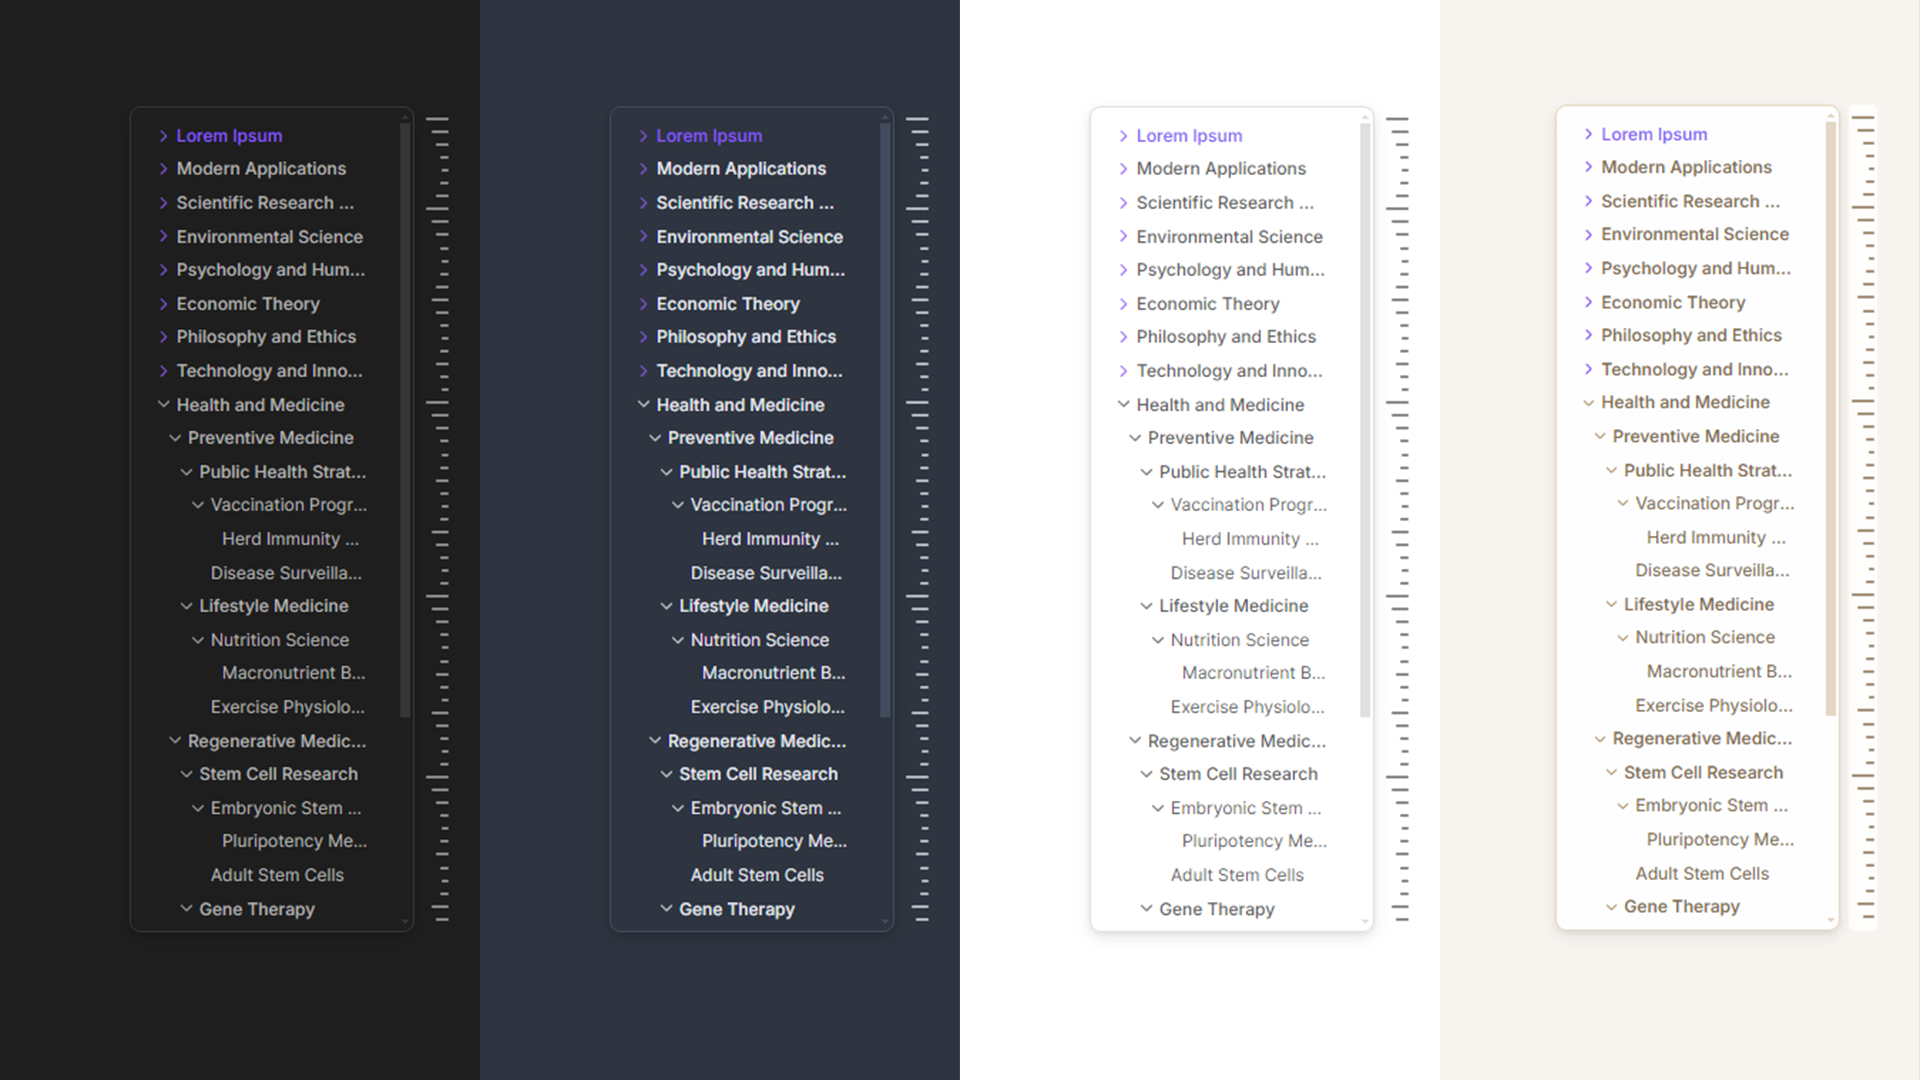 Lorem Ipsum
Modern Applications
Scientific Research ...
Environmental Science
Psychology and Hum...
Economic Theory
Philosophy and Ethics
Technology and Inno...
Health and Medicine
Preventive Medicine
Public Health Strat...
Vaccination Progr...
Herd Immunity ...
Disease Surveilla...
Lifestyle Medicine
Nutrition Science
Macronutrient B...
Exercise Physiolo...
Regenerative Medic...
Stem Cell Research
Embryonic Stem ...
Pluripotency Me...
Adult Stem Cells
Gene Therapy
Lorem Ipsum
Modern Applications
Scientific Research ...
Environmental Science
Psychology and Hum...
Economic Theory
Philosophy and Ethics
Technology and Inno...
Health and Medicine
Preventive Medicine
Public Health Strat...
Vaccination Progr...
Herd Immunity ...
Disease Surveilla...
Lifestyle Medicine
Nutrition Science
Macronutrient B...
Exercise Physiolo...
Regenerative Medic...
Stem Cell Research
Embryonic Stem ...
Pluripotency Me...
Adult Stem Cells
Gene Therapy
Lorem Ipsum
Modern Applications
Scientific Research ...
Environmental Science
Psychology and Hum...
Economic Theory
Philosophy and Ethics
Technology and Inno...
Health and Medicine
Preventive Medicine
Public Health Strat...
Vaccination Progr...
Herd Immunity ...
Disease Surveilla...
Lifestyle Medicine
Nutrition Science
Macronutrient B...
Exercise Physiolo...
Regenerative Medic...
Stem Cell Research
Embryonic Stem ...
Pluripotency Me...
Adult Stem Cells
Gene Therapy
Lorem Ipsum
Modern Applications
Scientific Research ...
Environmental Science
Psychology and Hum...
Economic Theory
Philosophy and Ethics
Technology and Inno...
Health and Medicine
Preventive Medicine
Public Health Strat...
Vaccination Progr...
Herd Immunity ...
Disease Surveilla...
Lifestyle Medicine
Nutrition Science
Macronutrient B...
Exercise Physiolo...
Regenerative Medic...
Stem Cell Research
Embryonic Stem ...
Pluripotency Me...
Adult Stem Cells
Gene Therapy